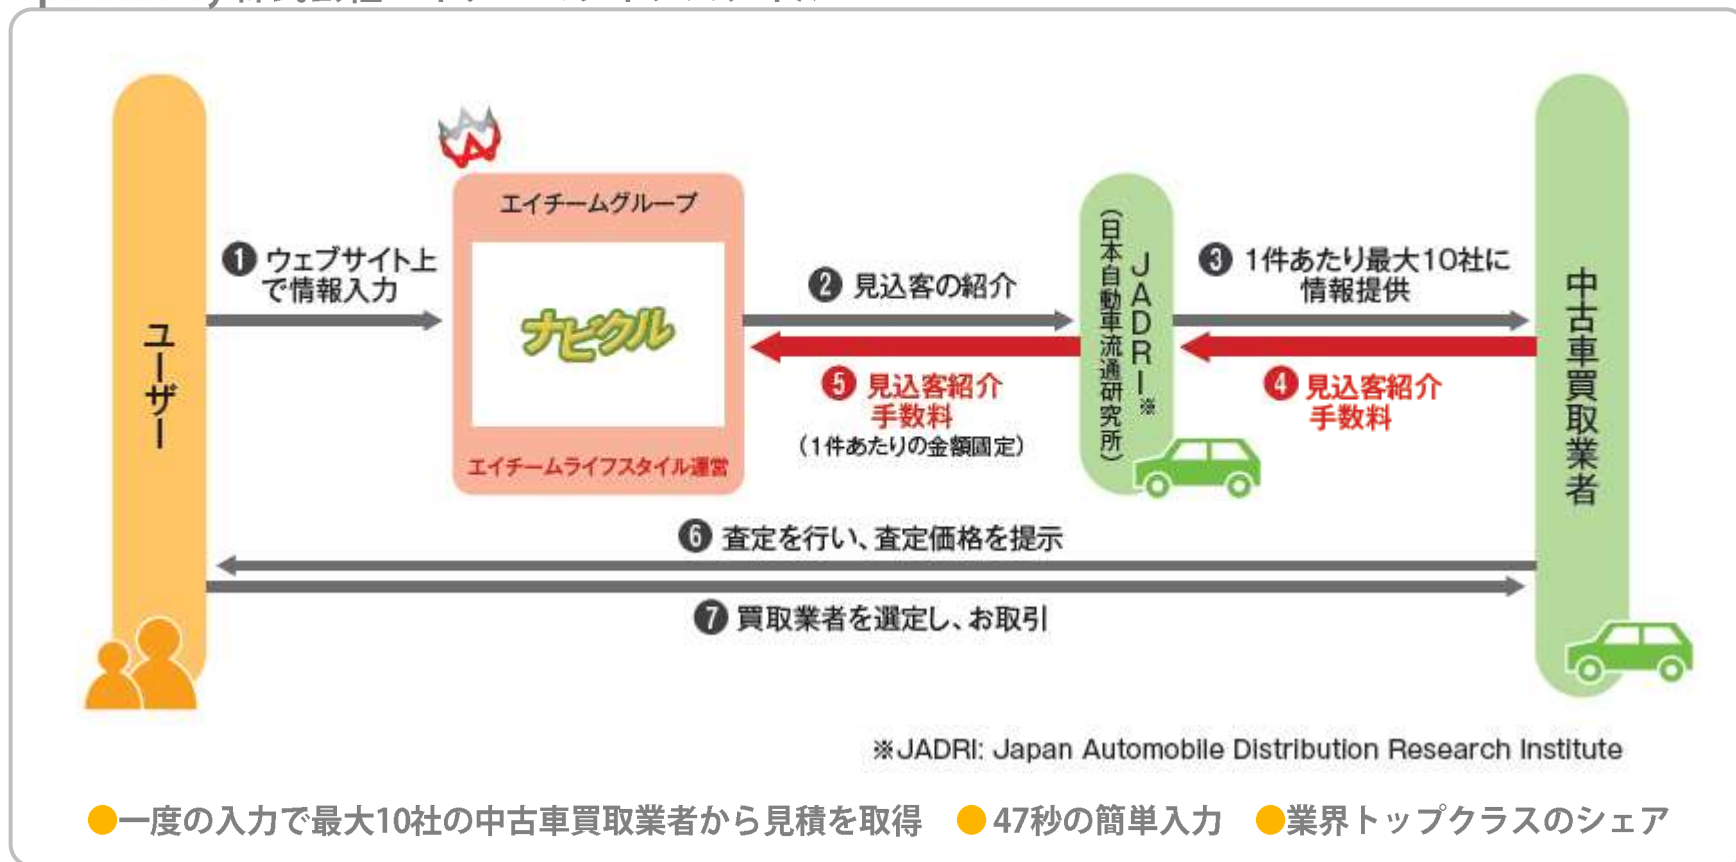 ユーザー
❶ ウェブサイト上
で情報入力
エイチームグループ
ナビクル
エイチームライフスタイル運営
❷ 見込客の紹介
❺ 見込客紹介
手数料
(1件あたりの金額固定)
JADRI※
(日本自動車流通研究所)
❸ 1件あたり最大10社に
情報提供
❹ 見込客紹介
手数料
中古車買取業者
❻ 査定を行い、査定価格を提示
❼ 買取業者を選定し、お取引
※JADRI: Japan Automobile Distribution Research Institute
●一度の入力で最大10社の中古車買取業者から見積を取得 ●47秒の簡単入力 ●業界トップクラスのシェア